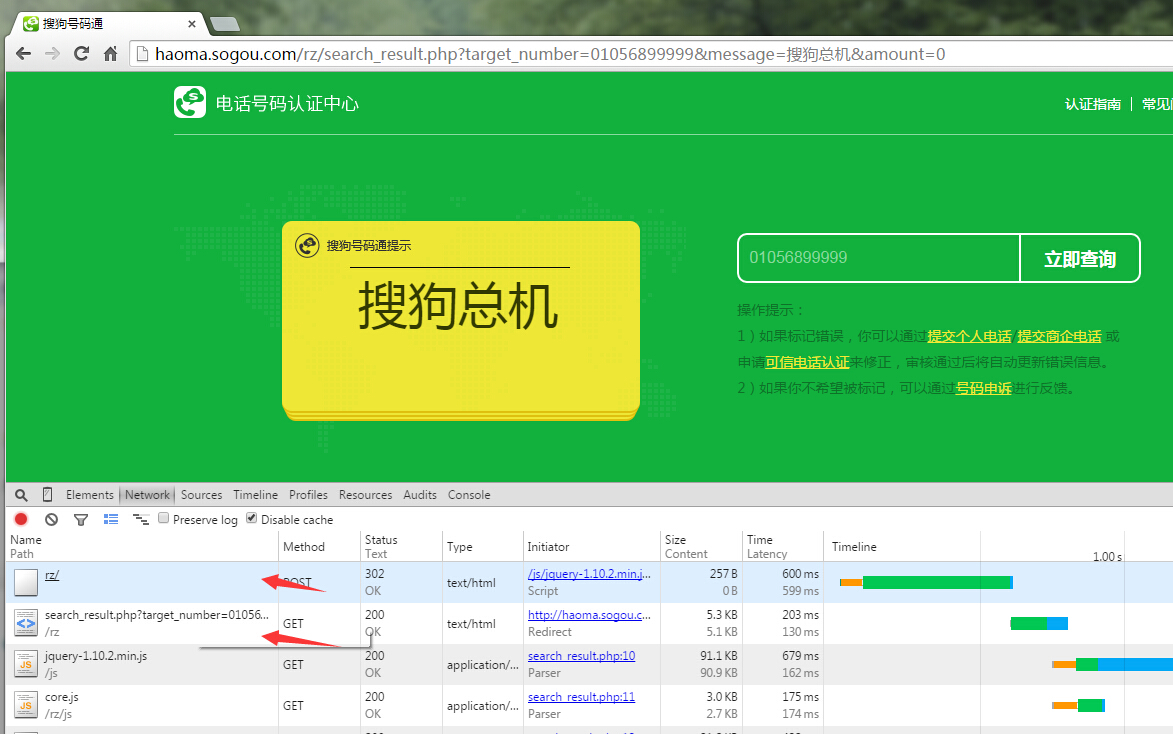 搜狗号码通
haoma.sogou.com/rz/search_result.php?target_number=01056899999&message=搜狗总机&amount=0
电话号码认证中心
认证指南 | 常见
搜狗号码通提示
搜狗总机
01056899999 立即查询
操作提示：
1）如果标记错误，你可以通过提交个人电话/提交商企电话 或
申请可信电话认证来修正，审核通过后将自动更新错误信息。
2）如果你不希望被标记，可以通过号码申诉进行反馈。
Elements Network Sources Timeline Profiles Resources Audits Console
Preserve log Disable cache
Name Method Status Type Initiator Size Time Timeline
Path Text Content Latency 1.00 s
rz/ POST 302 text/html /js/jquery-1.10.2.min.j... 257 B 600 ms
OK Script 0 B 599 ms
search_result.php?target_number=01056... GET 200 text/html http://haoma.sogou.c... 5.3 KB 203 ms
/rz OK Redirect 5.1 KB 130 ms
jquery-1.10.2.min.js GET 200 application/... search_result.php:10 91.1 KB 679 ms
/js OK Parser 90.9 KB 162 ms
core.js GET 200 application/... search_result.php:11 3.0 KB 175 ms
/rz/js OK Parser 2.7 KB 174 ms